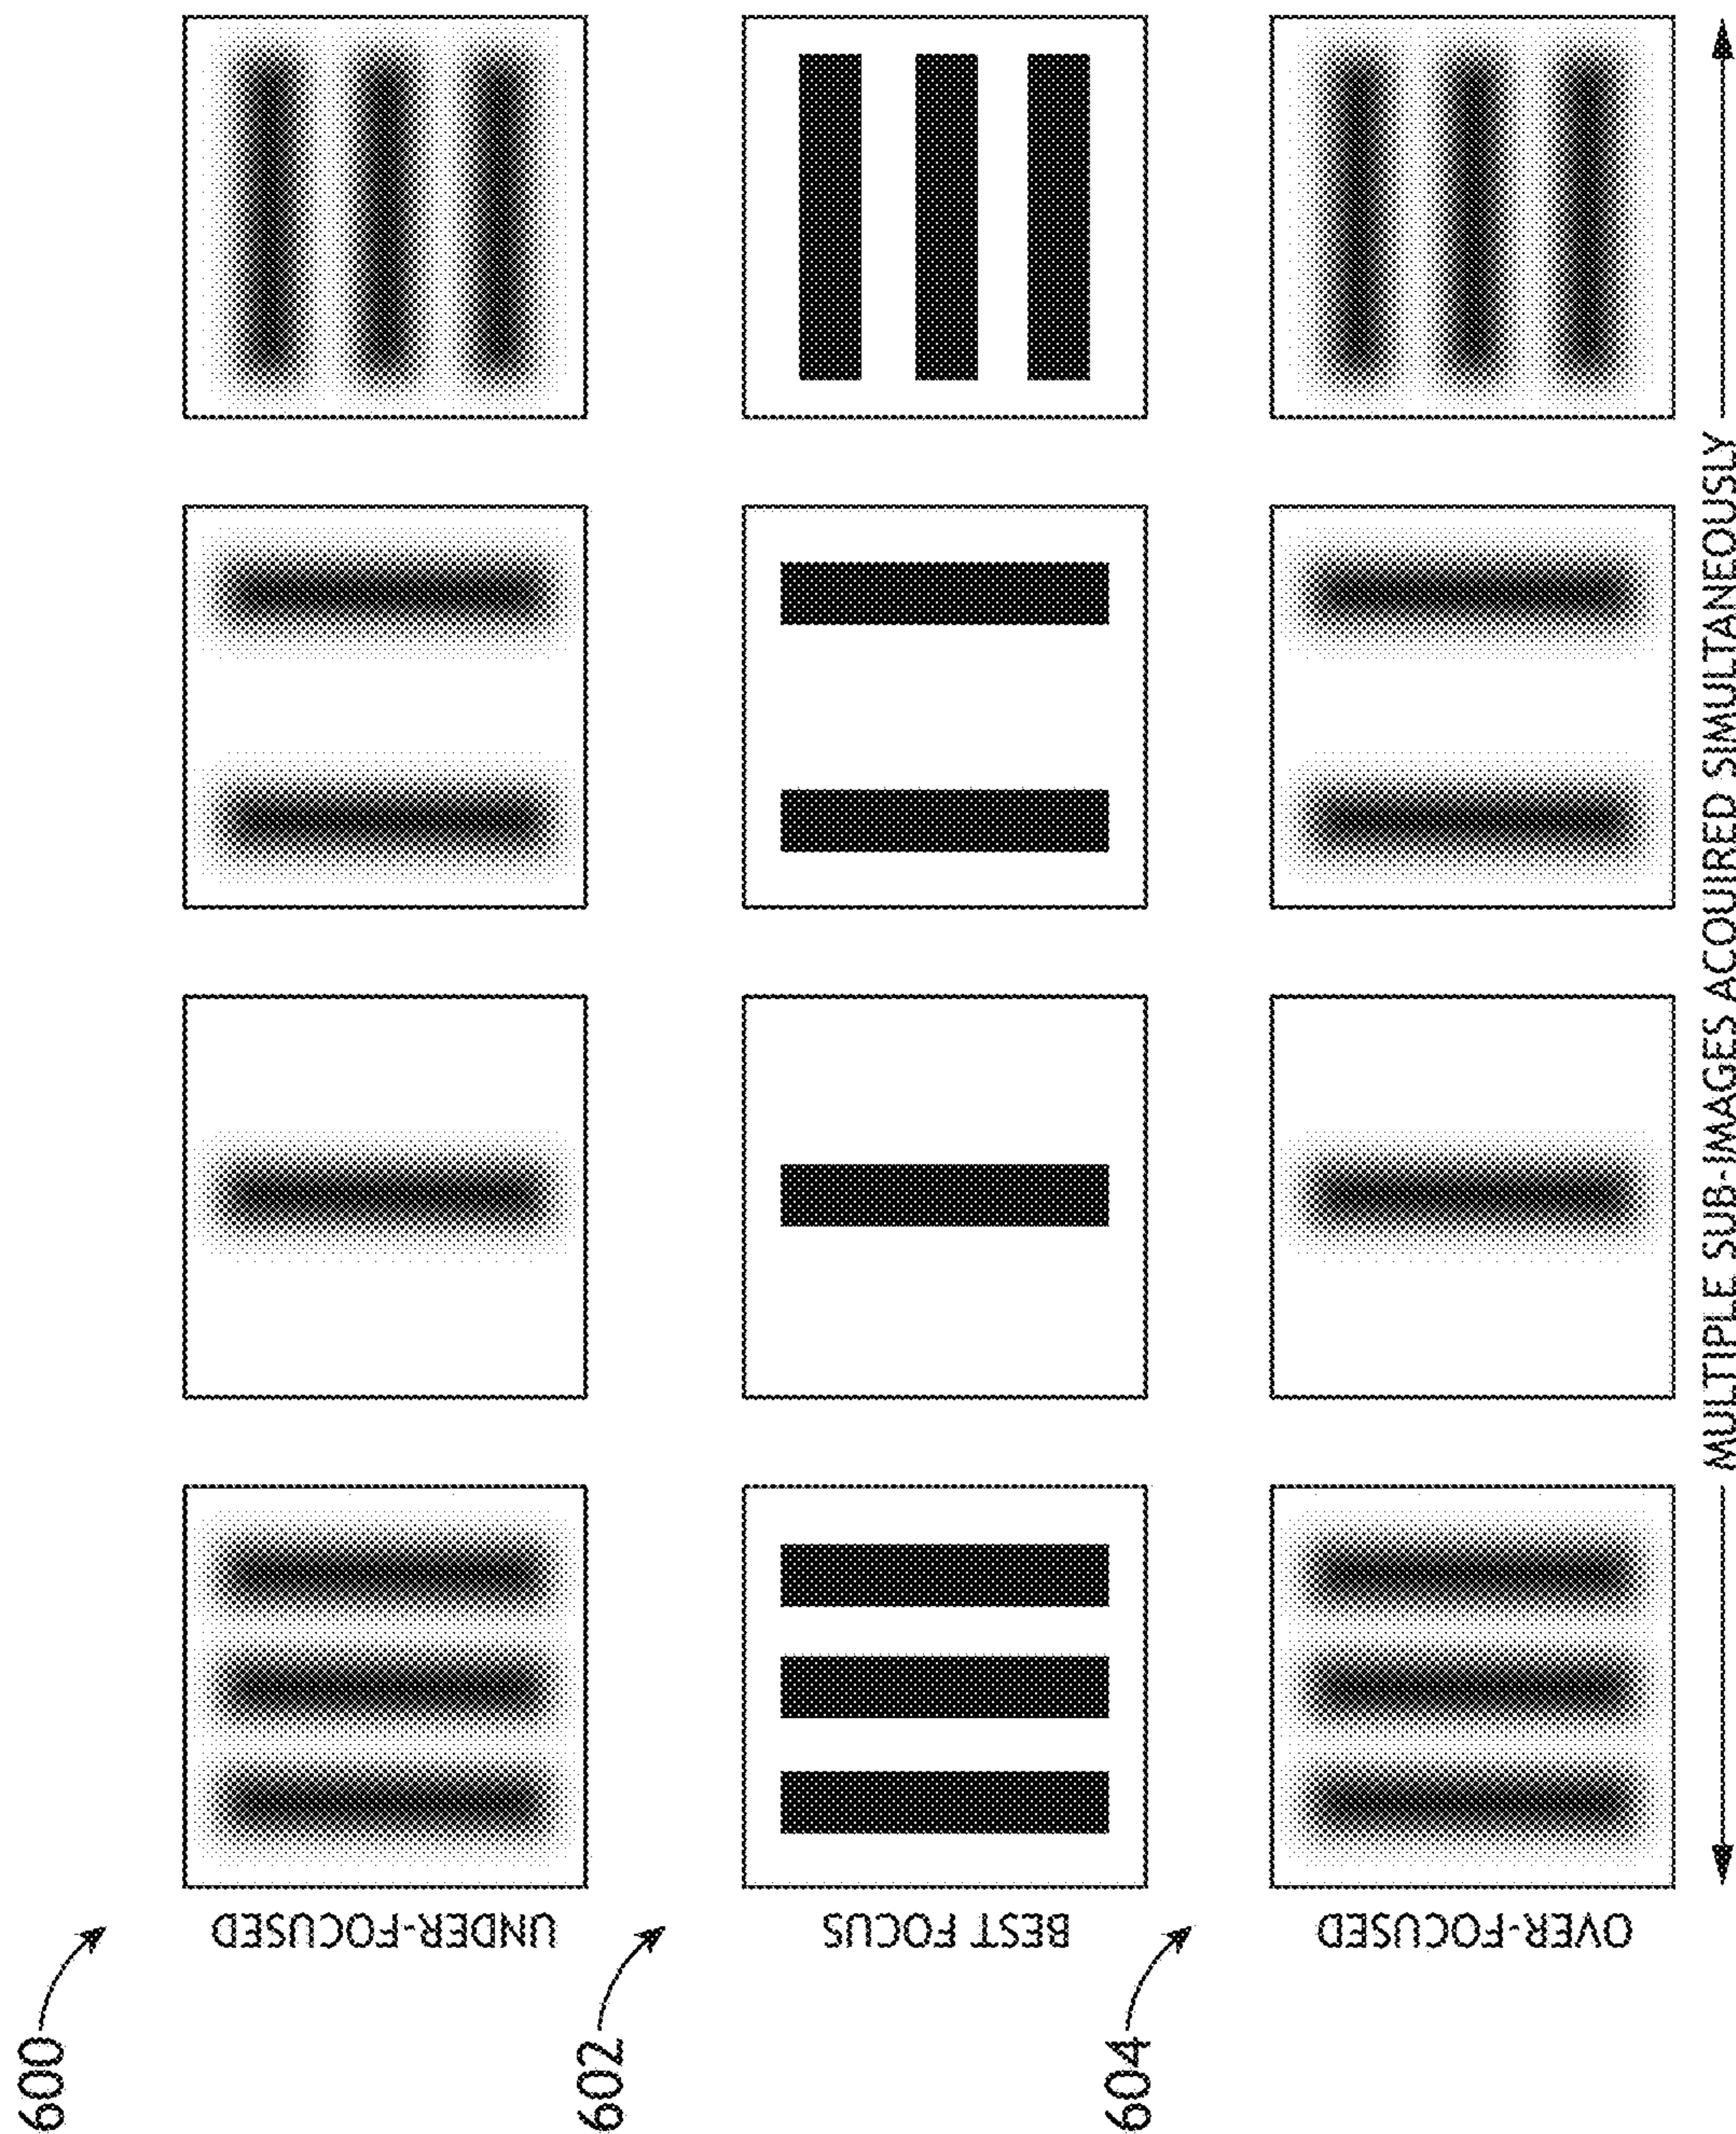 600
UNDER-FOCUSED
602
BEST FOCUS
604
OVER-FOCUSED
MULTIPLE SUB-IMAGES ACQUIRED SIMULTANEOUSLY